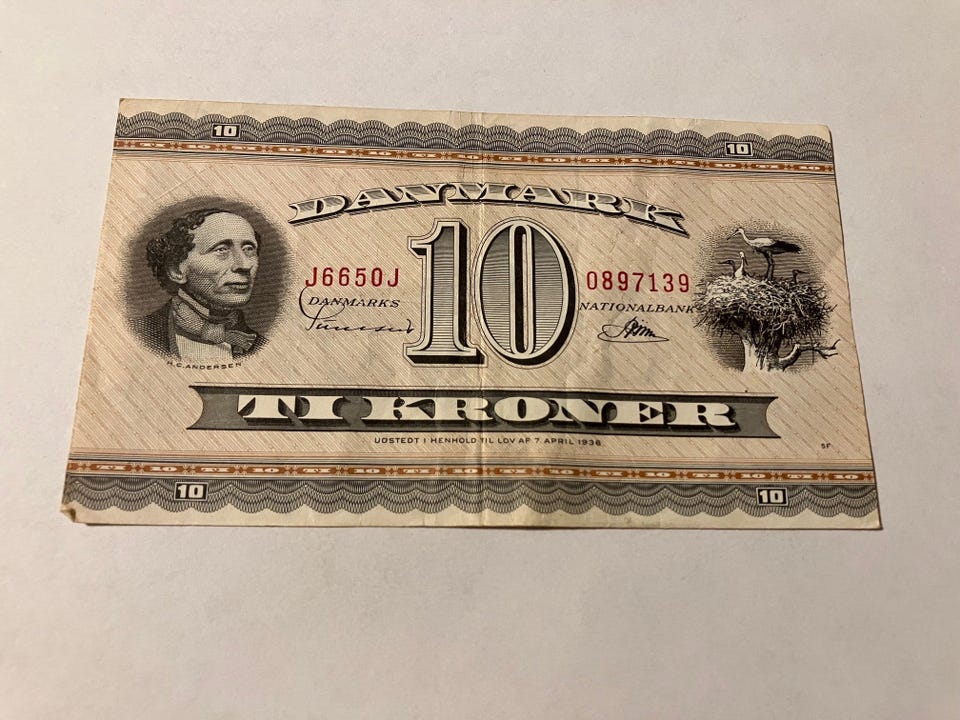 10 10
DANMARK
10
J6650J 0897139
DANMARKS NATIONALBANK
H.C.ANDERSEN
TI KRONER
UDSTEDT I HENHOLD TIL LOV AF 7. APRIL 1936
SF
10 10